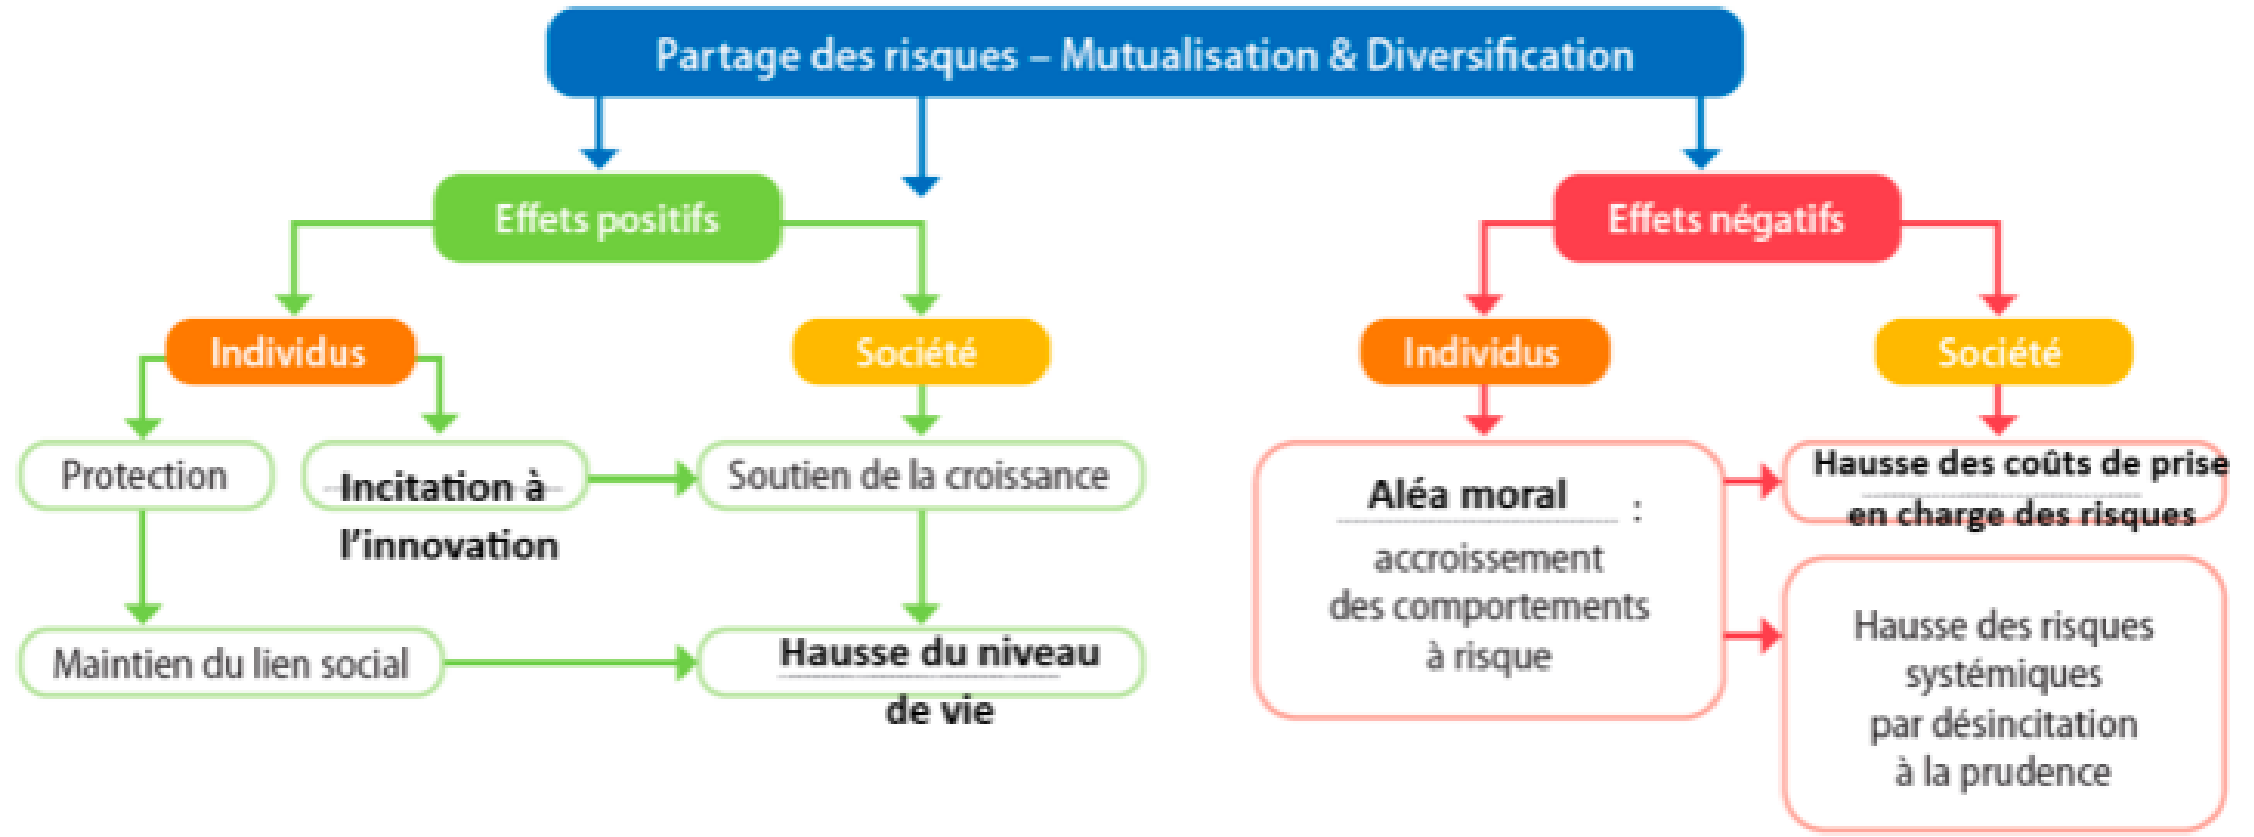 Partage des risques – Mutualisation & Diversification
Effets positifs
Effets négatifs
Individus
Société
Individus
Société
Protection
Incitation à
l'innovation
Soutien de la croissance
Maintien du lien social
Hausse du niveau
de vie
Aléa moral :
accroissement
des comportements
à risque
Hausse des coûts de prise
en charge des risques
Hausse des risques
systémiques
par désincitation
à la prudence